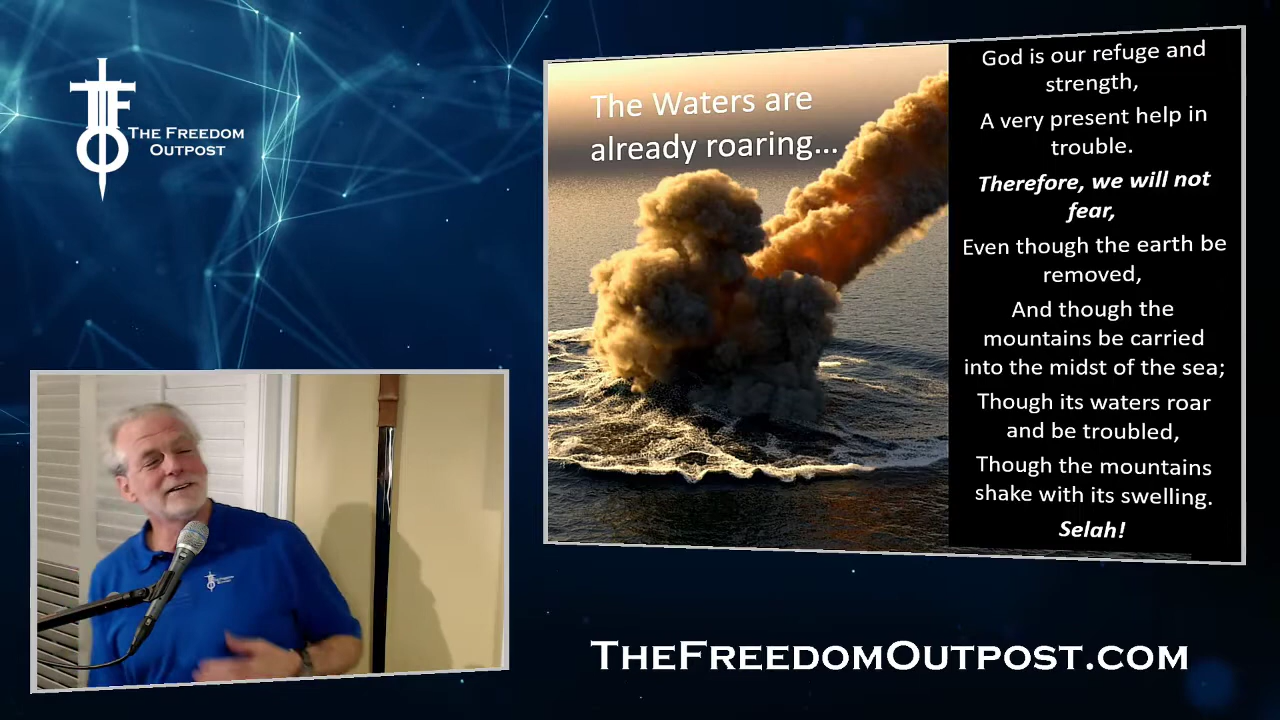 The Freedom
Outpost
The Waters are
already roaring...
God is our refuge and
strength,
A very present help in
trouble.
Therefore, we will not
fear,
Even though the earth be
removed,
And though the
mountains be carried
into the midst of the sea;
Though its waters roar
and be troubled,
Though the mountains
shake with its swelling.
Selah!
TheFreedomOutpost.com